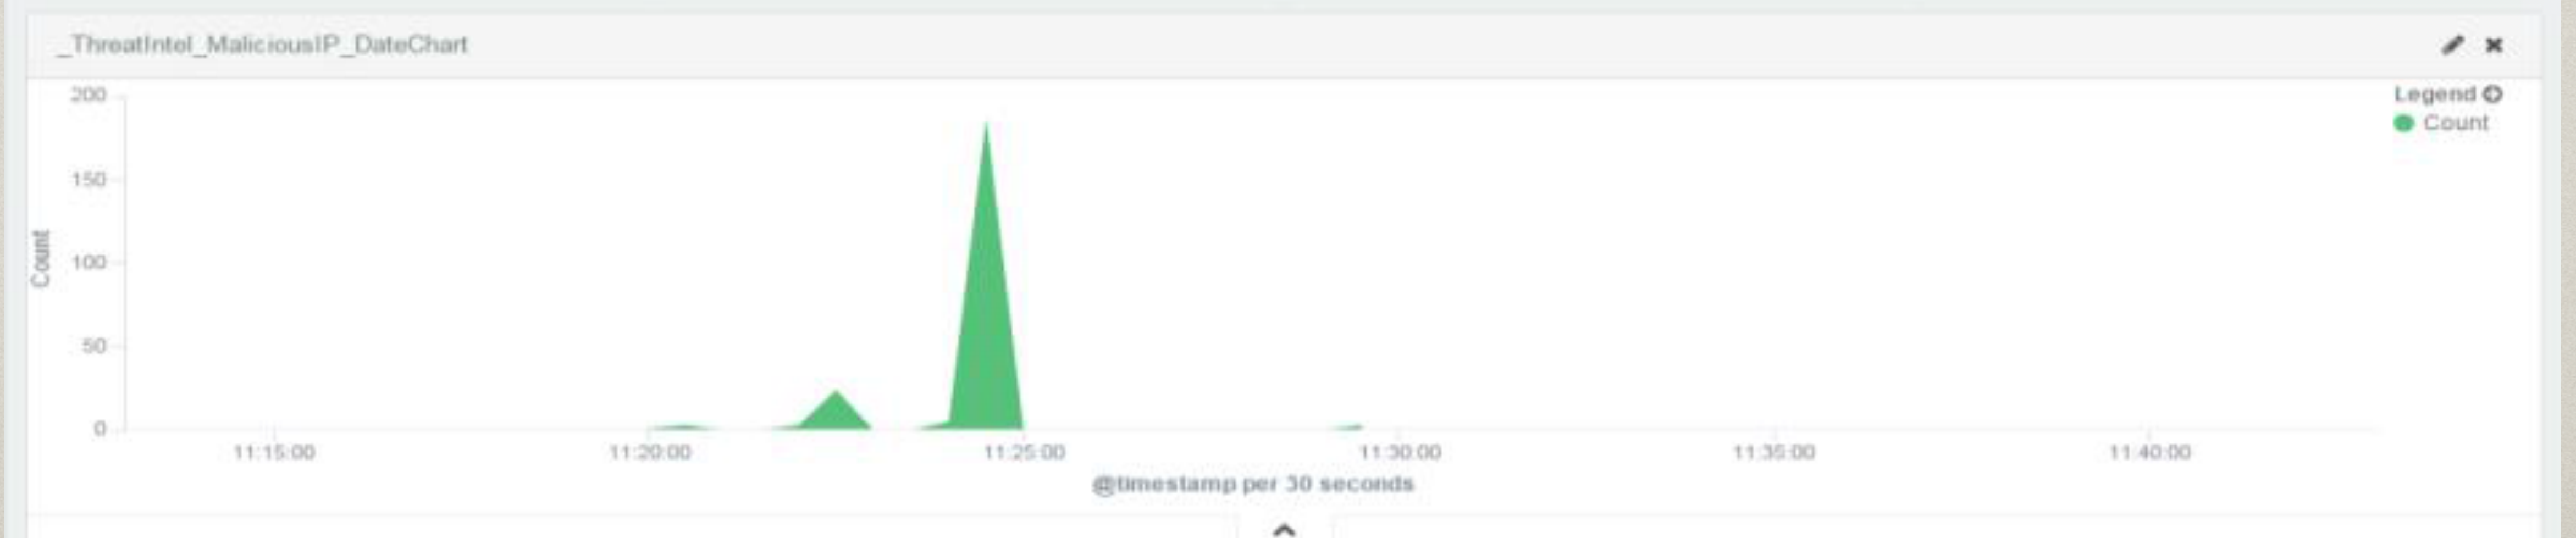 _ThreatIntel_MaliciousIP_DateChart
200
150
100
50
0
Count
Legend
Count
11:15:00 11:20:00 11:25:00 11:30:00 11:35:00 11:40:00
@timestamp per 30 seconds